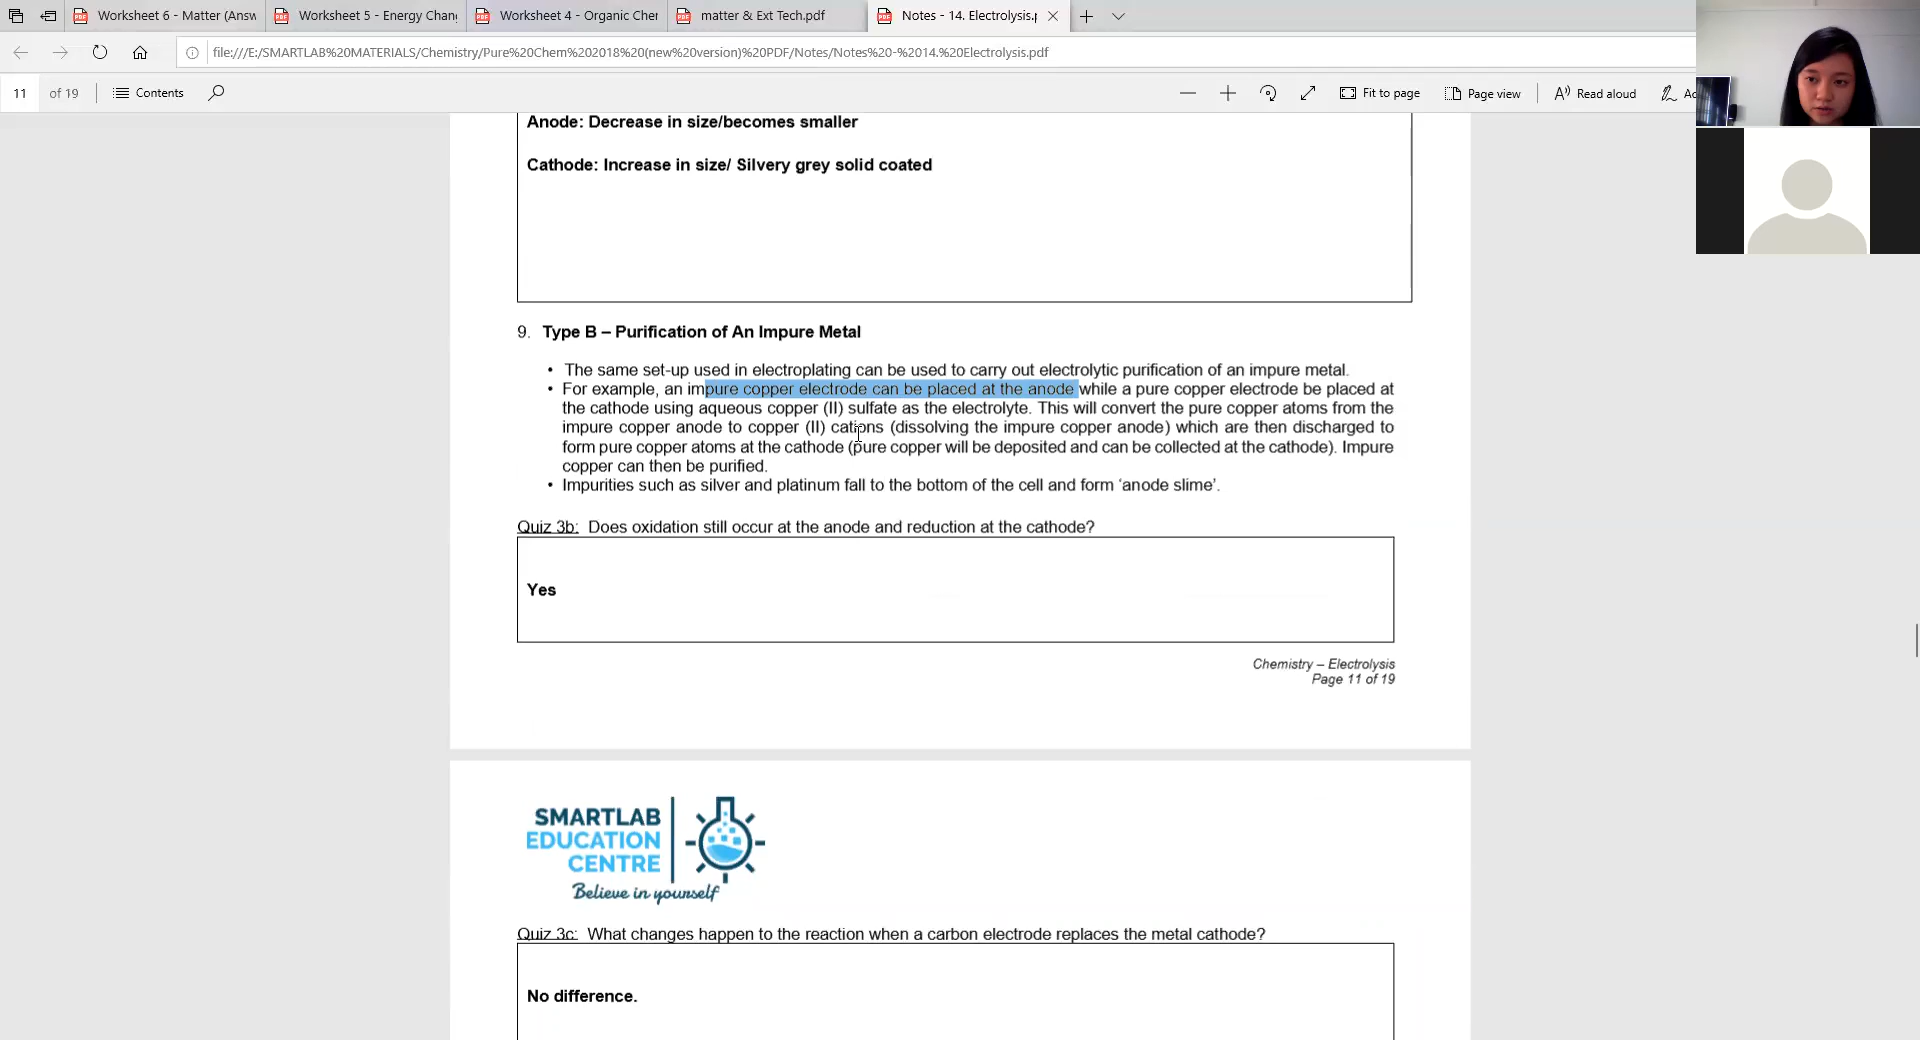 Worksheet 6 - Matter (Answ
Worksheet 5 - Energy Chang
Worksheet 4 - Organic Cher
matter & Ext Tech.pdf
Notes - 14. Electrolysis.p
file:///E:/SMARTLAB%20MATERIALS/Chemistry/Pure%20Chem%202018%20(new%20version)%20PDF/Notes/Notes%20-%2014.%20Electrolysis.pdf
11 of 19 Contents Fit to page Page view Read aloud
Anode: Decrease in size/becomes smaller
Cathode: Increase in size/ Silvery grey solid coated
9. Type B – Purification of An Impure Metal
• The same set-up used in electroplating can be used to carry out electrolytic purification of an impure metal.
• For example, an impure copper electrode can be placed at the anode while a pure copper electrode be placed at
the cathode using aqueous copper (II) sulfate as the electrolyte. This will convert the pure copper atoms from the
impure copper anode to copper (II) cations (dissolving the impure copper anode) which are then discharged to
form pure copper atoms at the cathode (pure copper will be deposited and can be collected at the cathode). Impure
copper can then be purified.
• Impurities such as silver and platinum fall to the bottom of the cell and form ‘anode slime’.
Quiz 3b: Does oxidation still occur at the anode and reduction at the cathode?
Yes
Chemistry – Electrolysis
Page 11 of 19
SMARTLAB
EDUCATION
CENTRE
Believe in yourself
Quiz 3c: What changes happen to the reaction when a carbon electrode replaces the metal cathode?
No difference.